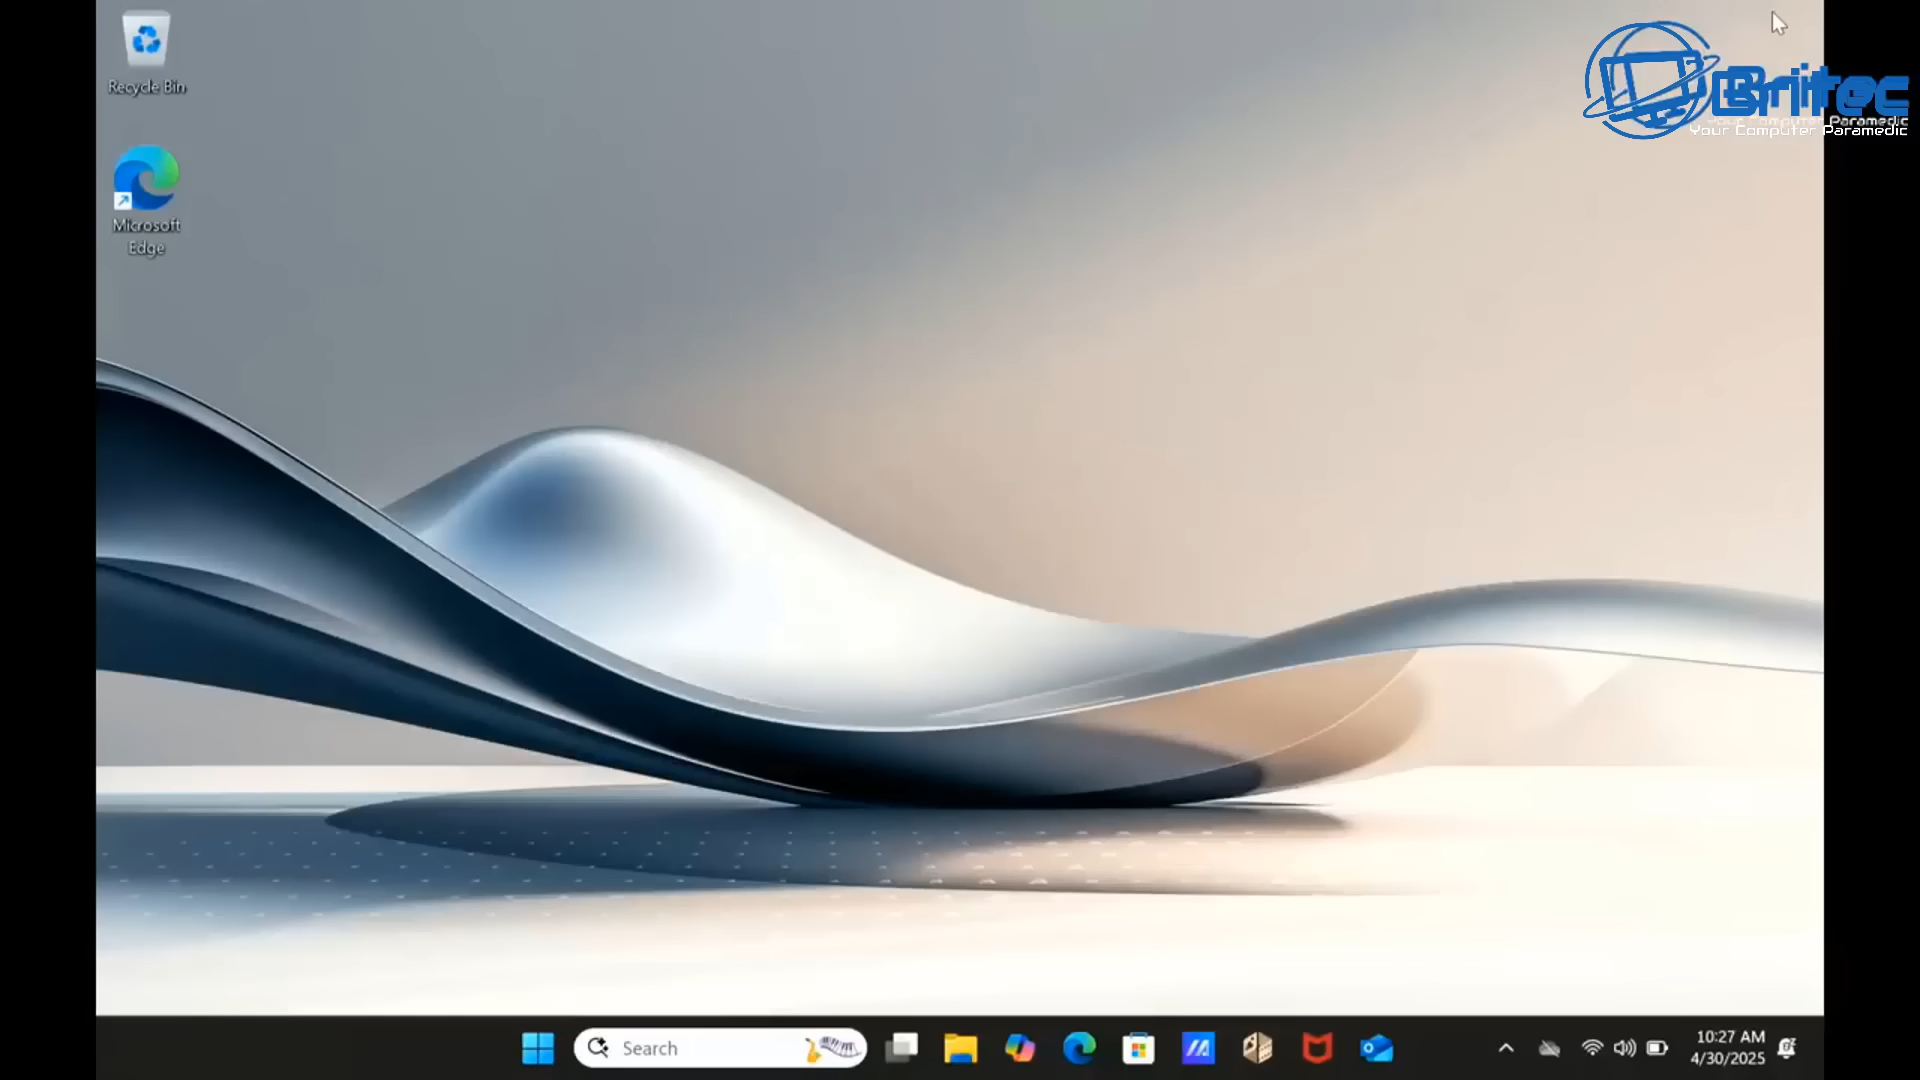 Recycle Bin
Microsoft
Edge
Britec
Your Computer Paramedic
Search
10:27 AM
4/30/2025